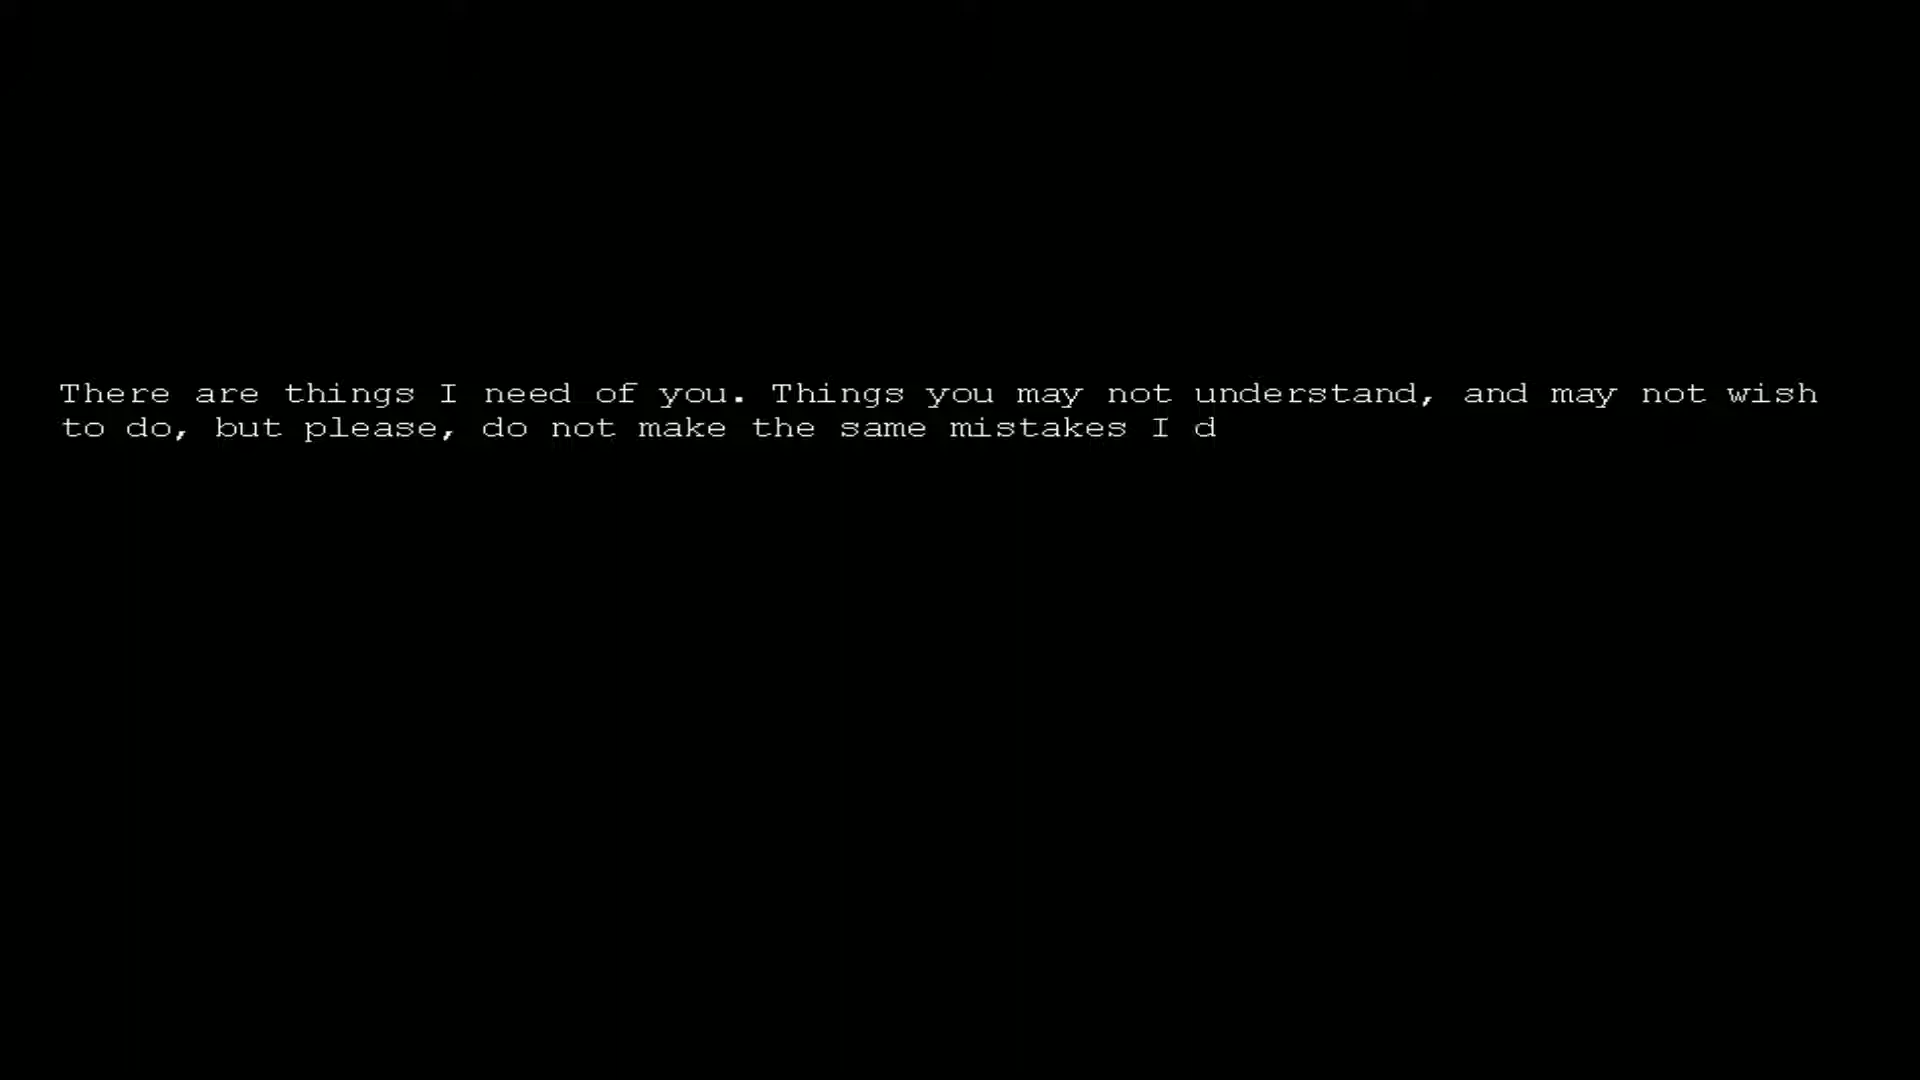 There are things I need of you. Things you may not understand, and may not wish
to do, but please, do not make the same mistakes I d